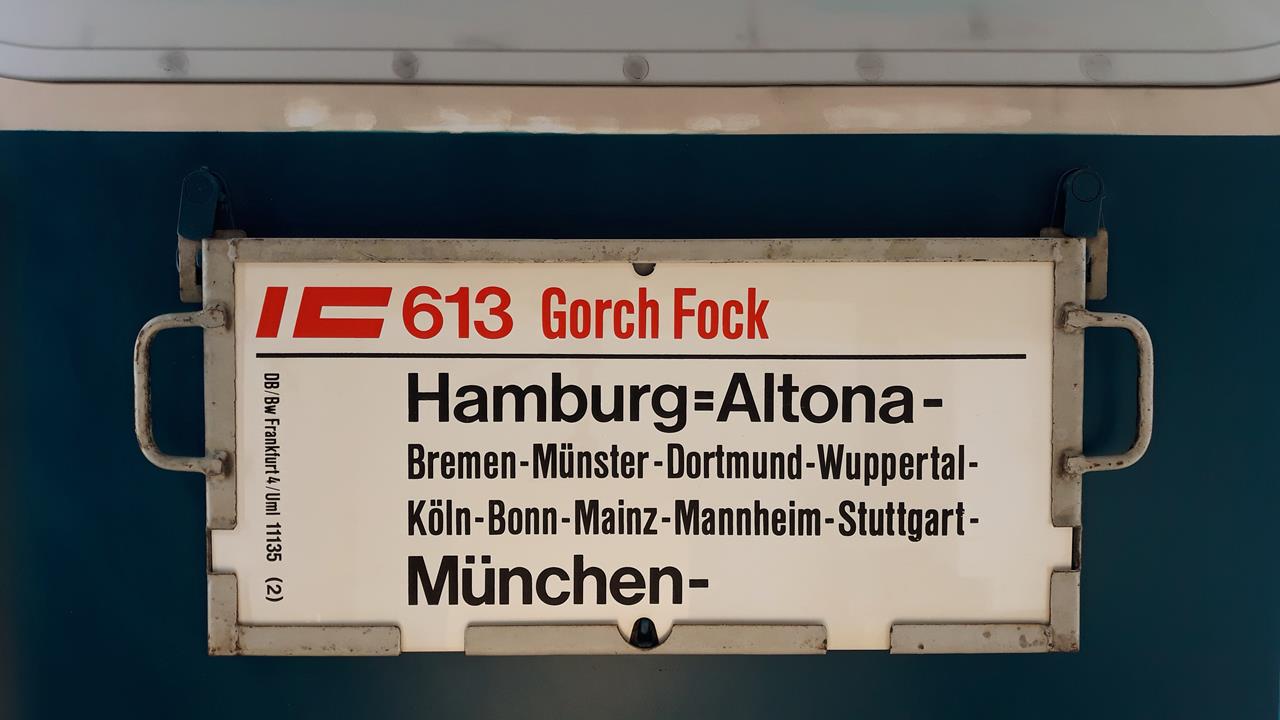 IC 613 Gorch Fock
Hamburg=Altona-
Bremen-Münster-Dortmund-Wuppertal-
Köln-Bonn-Mainz-Mannheim-Stuttgart-
München-
DB/Bw Frankfurt 4/Uml 11135 (2)